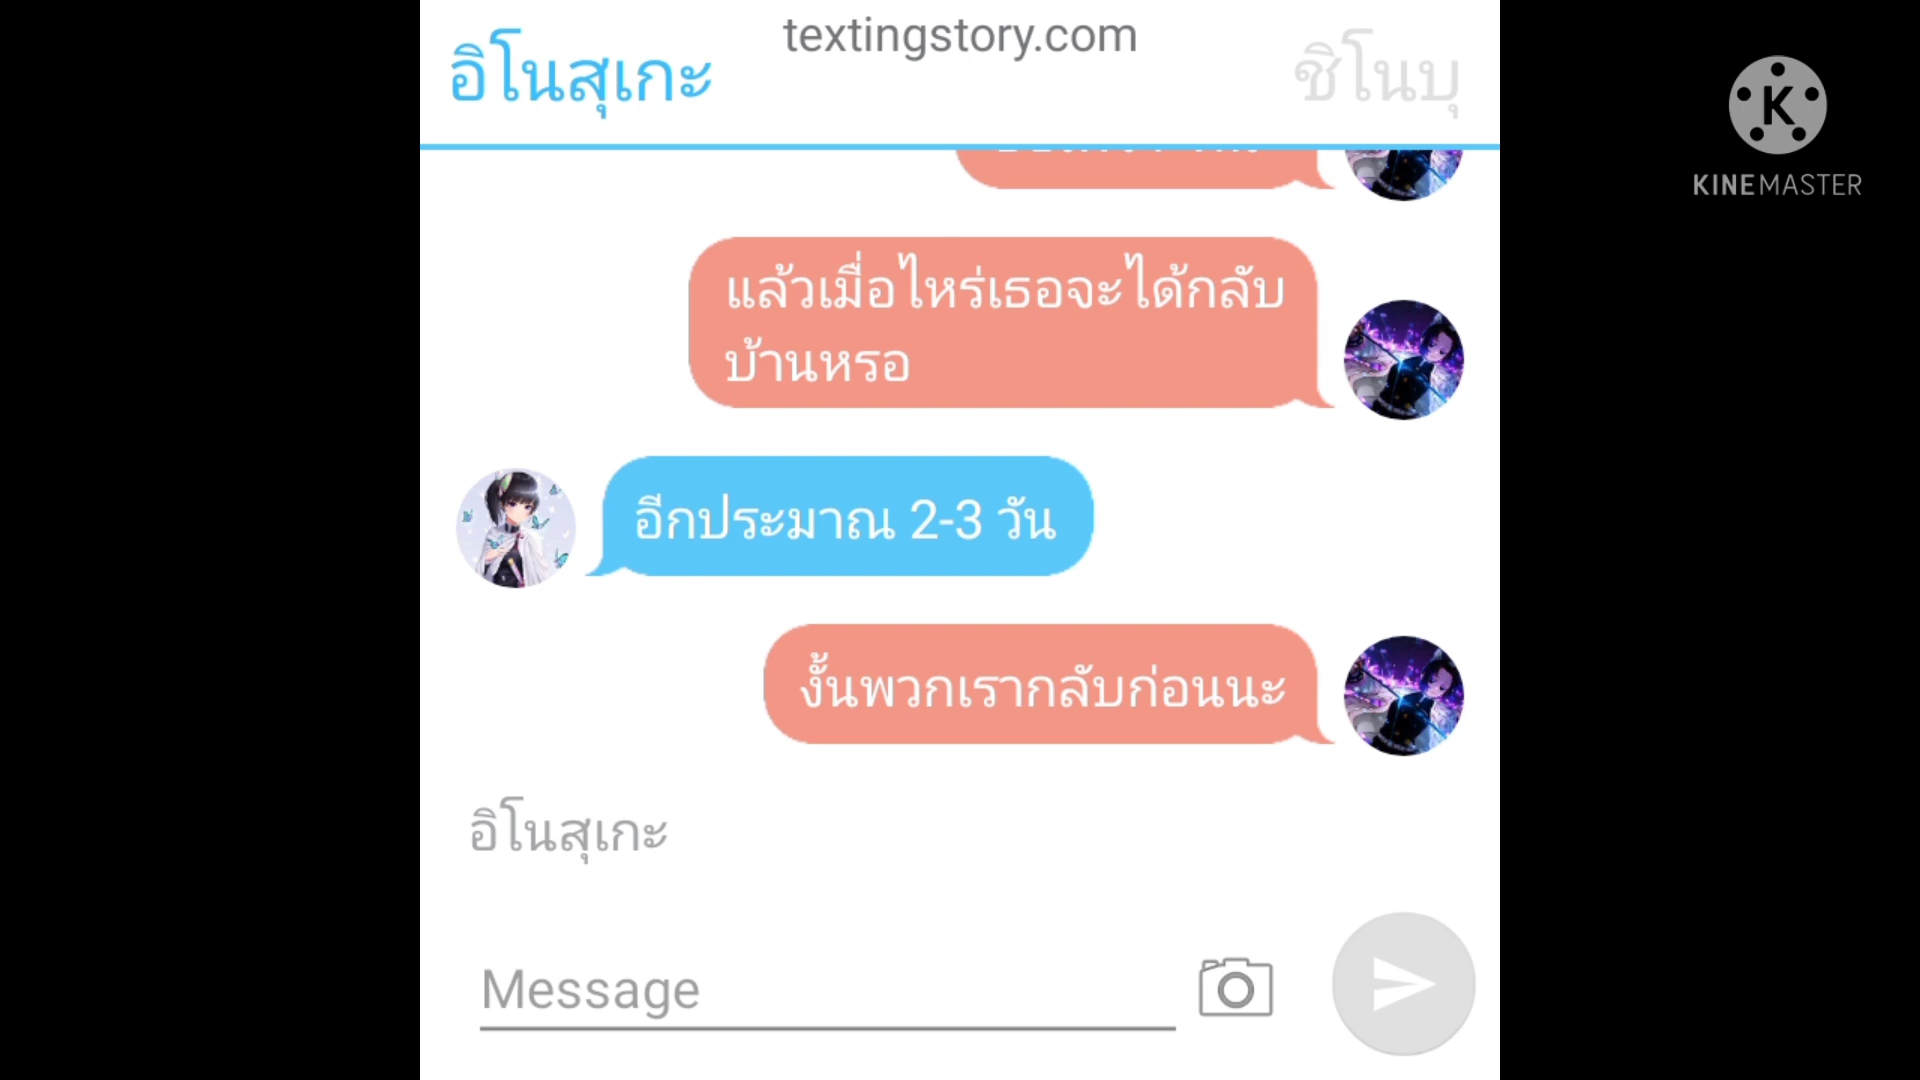 textingstory.com
อิโนสุเกะ
ชิโนบุ
KINEMASTER
แล้วเมื่อไหร่เธอจะได้กลับ
บ้านหรอ
อีกประมาณ 2-3 วัน
งั้นพวกเรากลับก่อนนะ
อิโนสุเกะ
Message